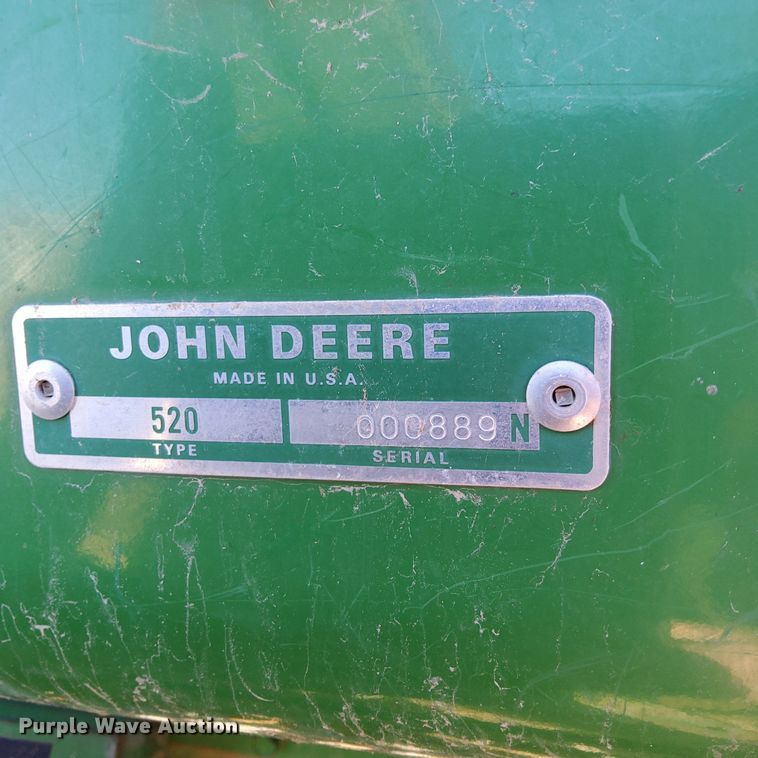 JOHN DEERE
MADE IN U.S.A.
520 000889 N
TYPE SERIAL
Purple Wave Auction